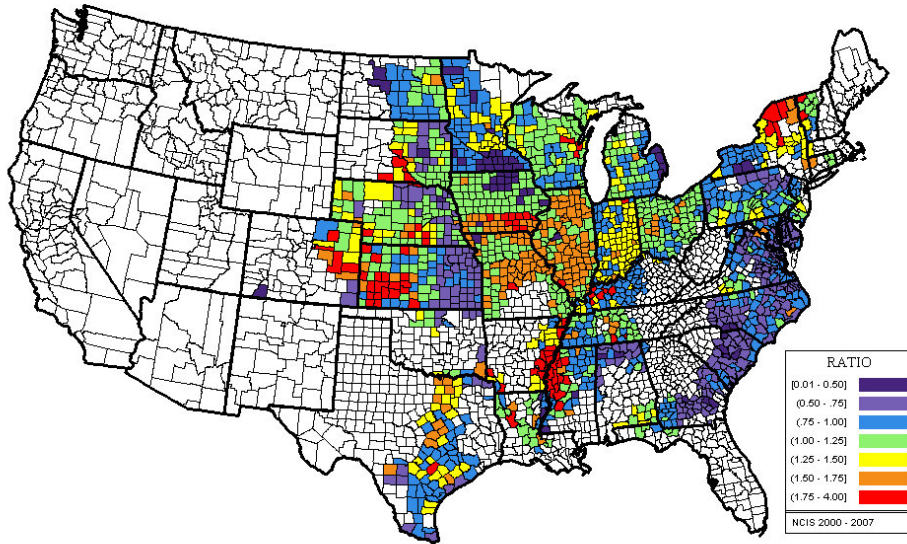 RATIO
[0.01 - 0.50]
(0.50 - .75]
(.75 - 1.00]
(1.00 - 1.25]
(1.25 - 1.50]
(1.50 - 1.75]
(1.75 - 4.00]
NCIS 2000 - 2007